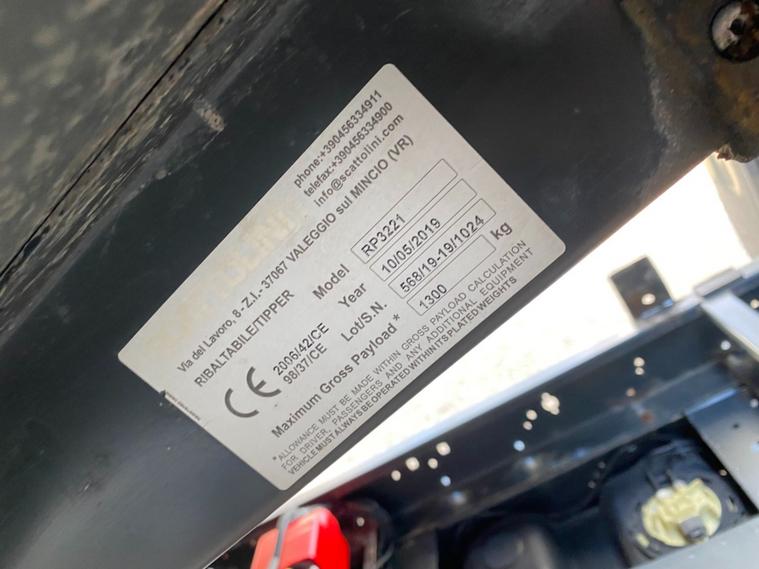 phone:+390456334911
telefax:+390456334900
info@scattolini.com
Via del Lavoro, 8 - Z.I. - 37067 VALEGGIO sul MINCIO (VR)
RIBALTABILE/TIPPER
Model RP3221
CE 2006/42/CE
98/37/CE
Year 10/05/2019
Lot/S.N. 568/19-19/1024
Maximum Gross Payload * 1300 kg
* ALLOWANCE MUST BE MADE WITHIN GROSS PAYLOAD CALCULATION
FOR DRIVER, PASSENGERS AND ANY ADDITIONAL EQUIPMENT
VEHICLE MUST ALWAYS BE OPERATED WITHIN ITS PLATED WEIGHTS